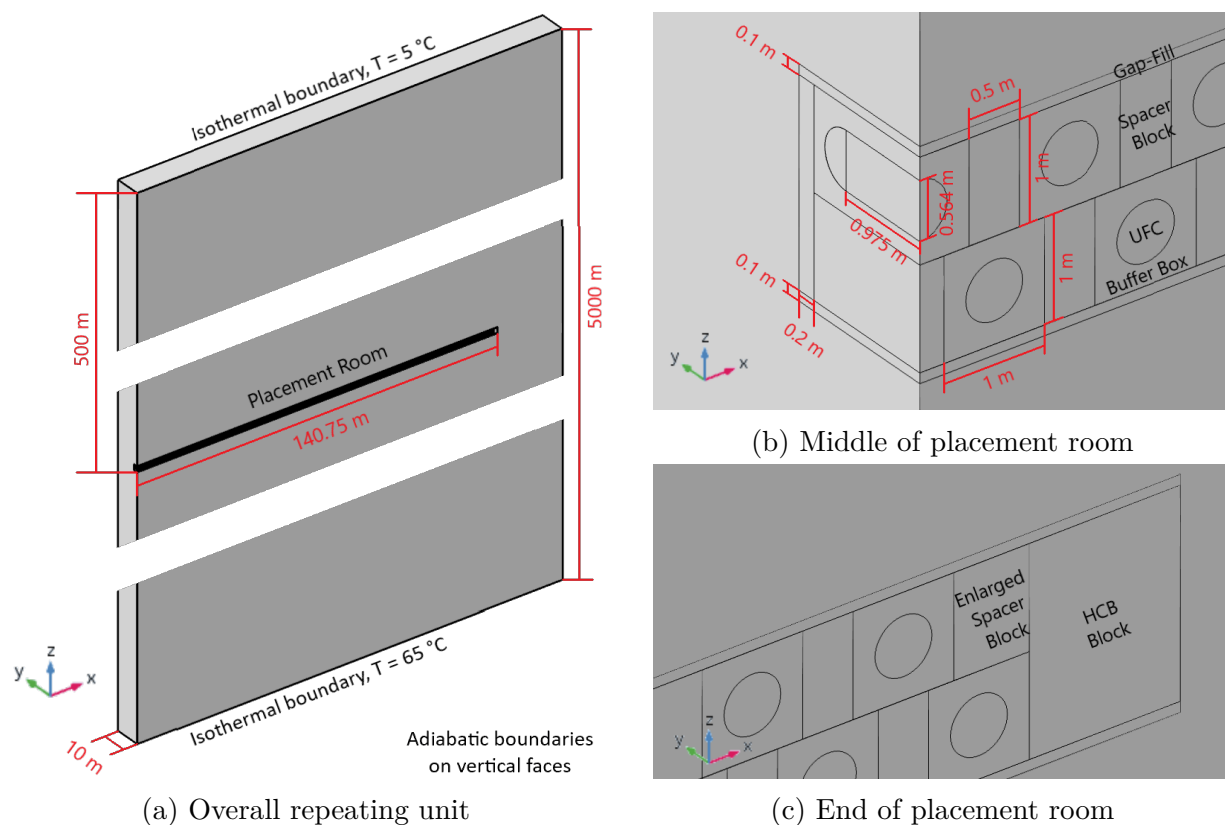 Isothermal boundary, T = 5 °C
500 m
5000 m
Placement Room
140.75 m
z
y
x
Isothermal boundary, T = 65 °C
10 m
Adiabatic boundaries
on vertical faces
(a) Overall repeating unit
0.1 m
Gap-Fill
0.5 m
Spacer
Block
1 m
0.564 m
0.975 m
UFC
Buffer Box
1 m
0.1 m
0.2 m
1 m
z
y
x
(b) Middle of placement room
Enlarged
Spacer
Block
HCB
Block
z
y
x
(c) End of placement room